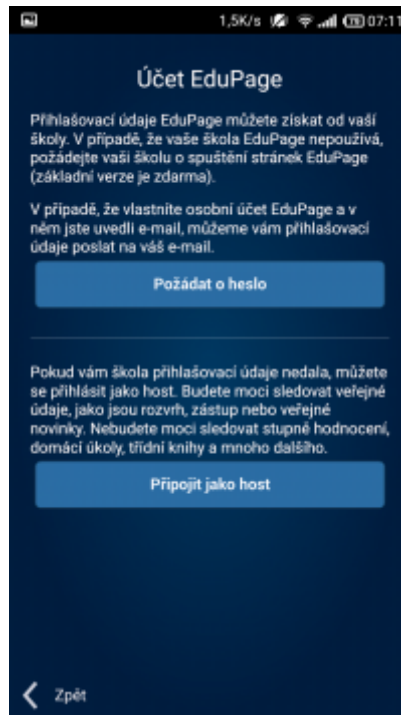 1,5K/s 79 07:11
Účet EduPage
Přihlašovací údaje EduPage můžete získat od vaší
školy. V případě, že vaše škola EduPage nepoužívá,
požádejte vaši školu o spuštění stránek EduPage
(základní verze je zdarma).
V případě, že vlastníte osobní účet EduPage a v
něm jste uvedli e-mail, můžeme vám přihlašovací
údaje poslat na váš e-mail.
Požádat o heslo
Pokud vám škola přihlašovací údaje nedala, můžete
se přihlásit jako host. Budete moci sledovat veřejné
údaje, jako jsou rozvrh, zástup nebo veřejné
novinky. Nebudete moci sledovat stupně hodnocení,
domácí úkoly, třídní knihy a mnoho dalšího.
Připojit jako host
Zpět